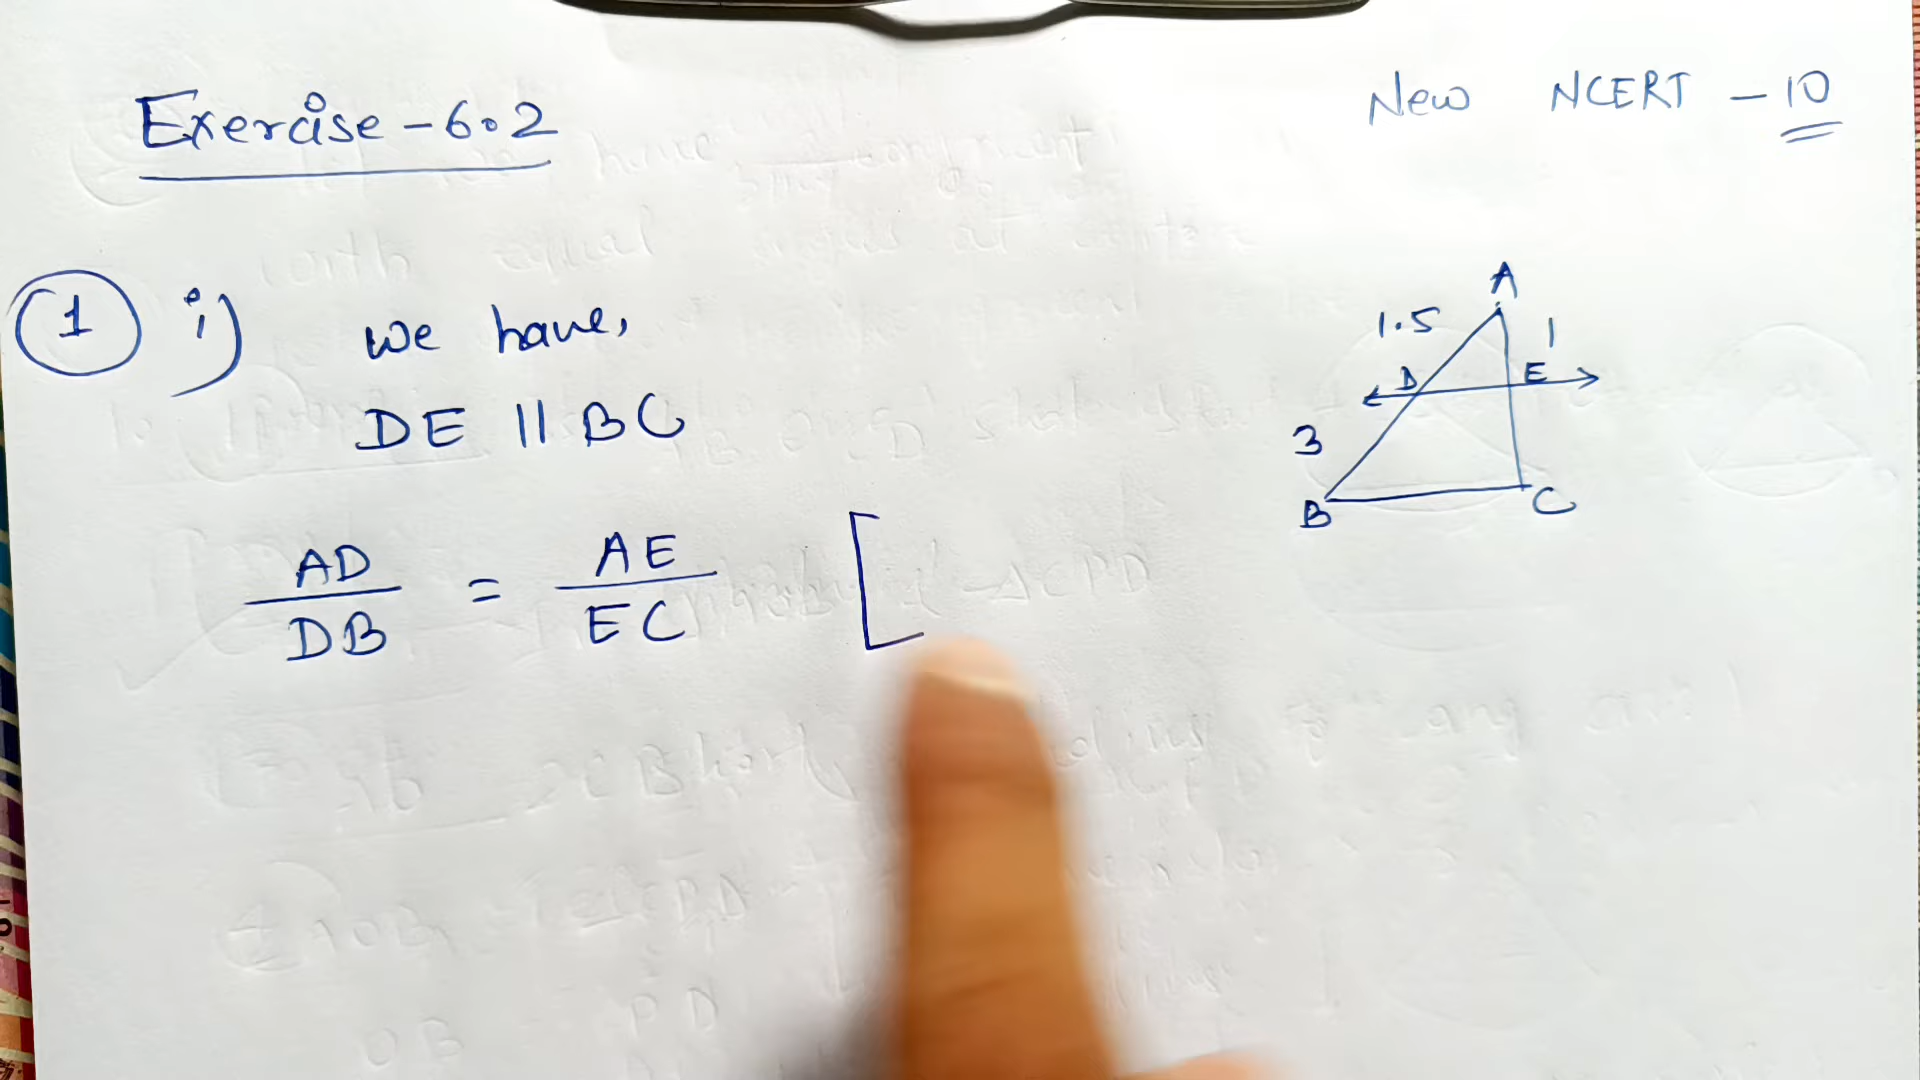 Exercise - 6.2
New NCERT - 10
1 i) we have,
DE || BC
AD/DB = AE/EC [
A
1.5 1
D E
3
B C